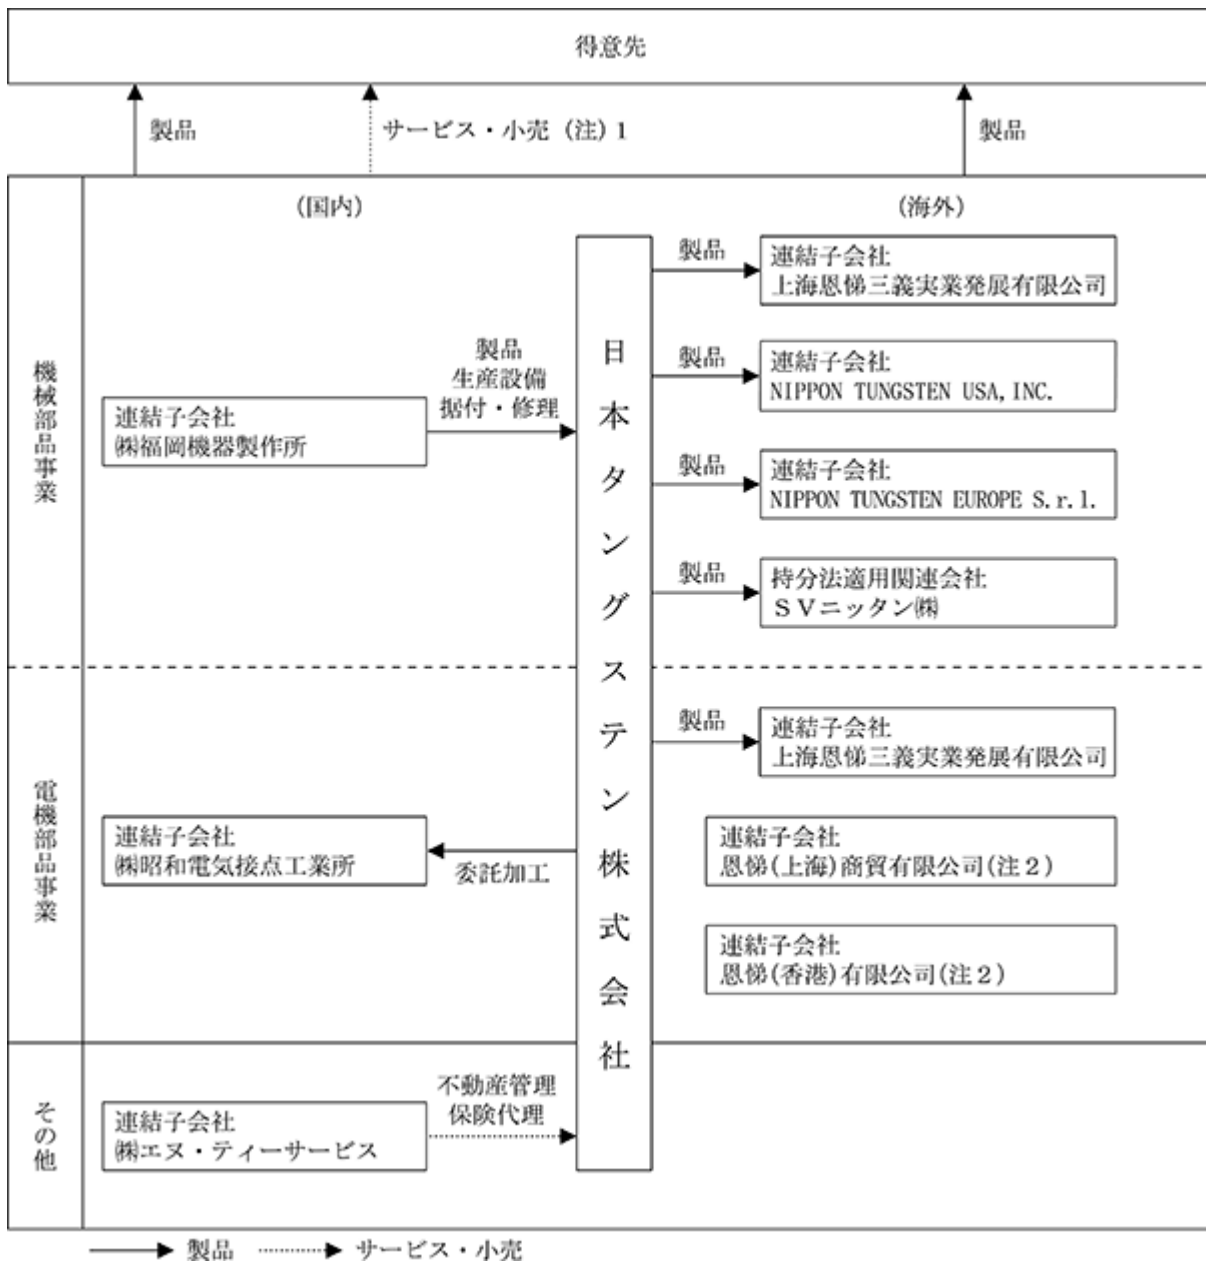 得意先
製品
サービス・小売 (注) 1
製品
(国内)
(海外)
機械部品事業
連結子会社
㈱福岡機器製作所
製品
生産設備
据付・修理
日本タングステン株式会社
製品
連結子会社
上海恩悌三義実業発展有限公司
製品
連結子会社
NIPPON TUNGSTEN USA, INC.
製品
連結子会社
NIPPON TUNGSTEN EUROPE S.r.l.
製品
持分法適用関連会社
ＳＶニッタン㈱
電機部品事業
連結子会社
㈱昭和電気接点工業所
委託加工
製品
連結子会社
上海恩悌三義実業発展有限公司
連結子会社
恩悌(上海)商貿有限公司(注２)
連結子会社
恩悌(香港)有限公司(注２)
その他
連結子会社
㈱エヌ・ティーサービス
不動産管理
保険代理
製品
サービス・小売